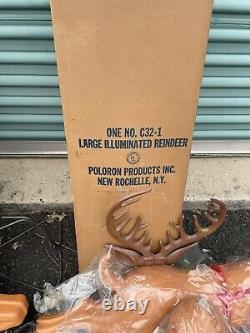 ONE NO. C32-1
LARGE ILLUMINATED REINDEER
POLORON PRODUCTS INC.
NEW ROCHELLE, N.Y.